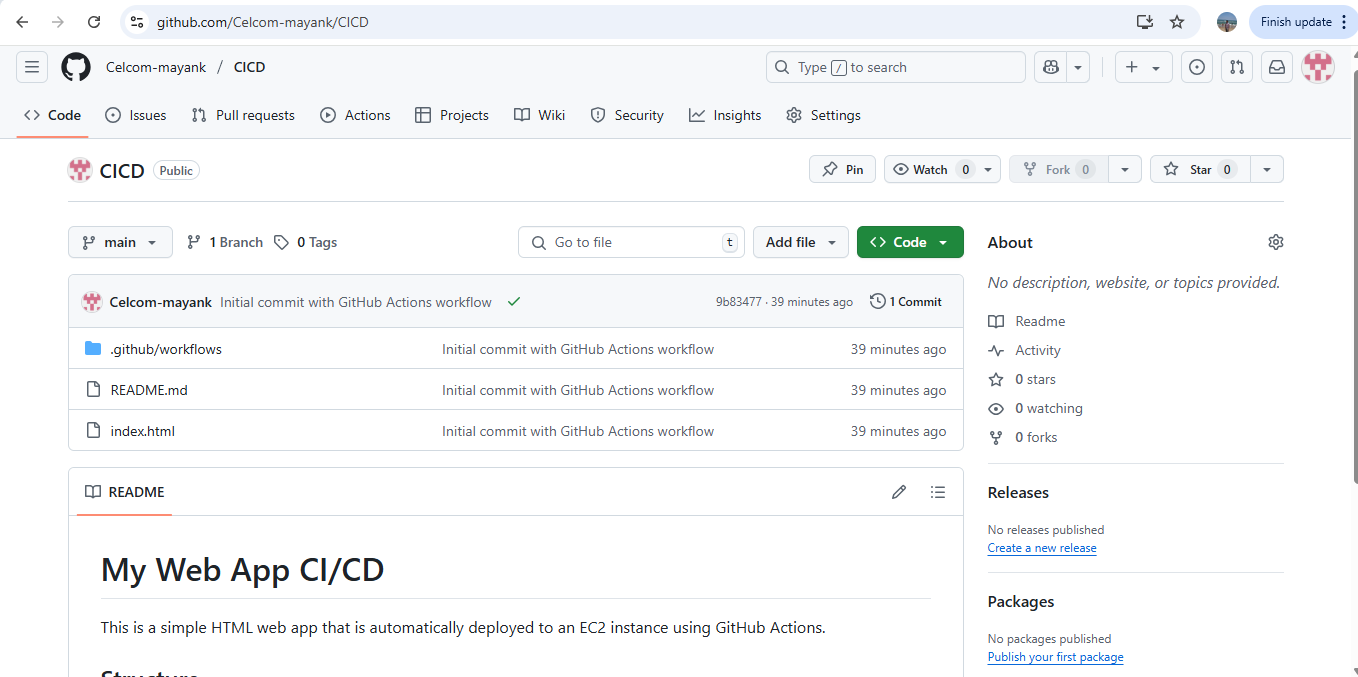 github.com/Celcom-mayank/CICD
Finish update
Celcom-mayank / CICD
Type / to search
Code
Issues
Pull requests
Actions
Projects
Wiki
Security
Insights
Settings
CICD Public
Pin
Watch 0
Fork 0
Star 0
main
1 Branch
0 Tags
Go to file t
Add file
Code
Celcom-mayank Initial commit with GitHub Actions workflow
9b83477 · 39 minutes ago
1 Commit
.github/workflows Initial commit with GitHub Actions workflow 39 minutes ago
README.md Initial commit with GitHub Actions workflow 39 minutes ago
index.html Initial commit with GitHub Actions workflow 39 minutes ago
README
My Web App CI/CD
This is a simple HTML web app that is automatically deployed to an EC2 instance using GitHub Actions.
Structure
About
No description, website, or topics provided.
Readme
Activity
0 stars
0 watching
0 forks
Releases
No releases published
Create a new release
Packages
No packages published
Publish your first package